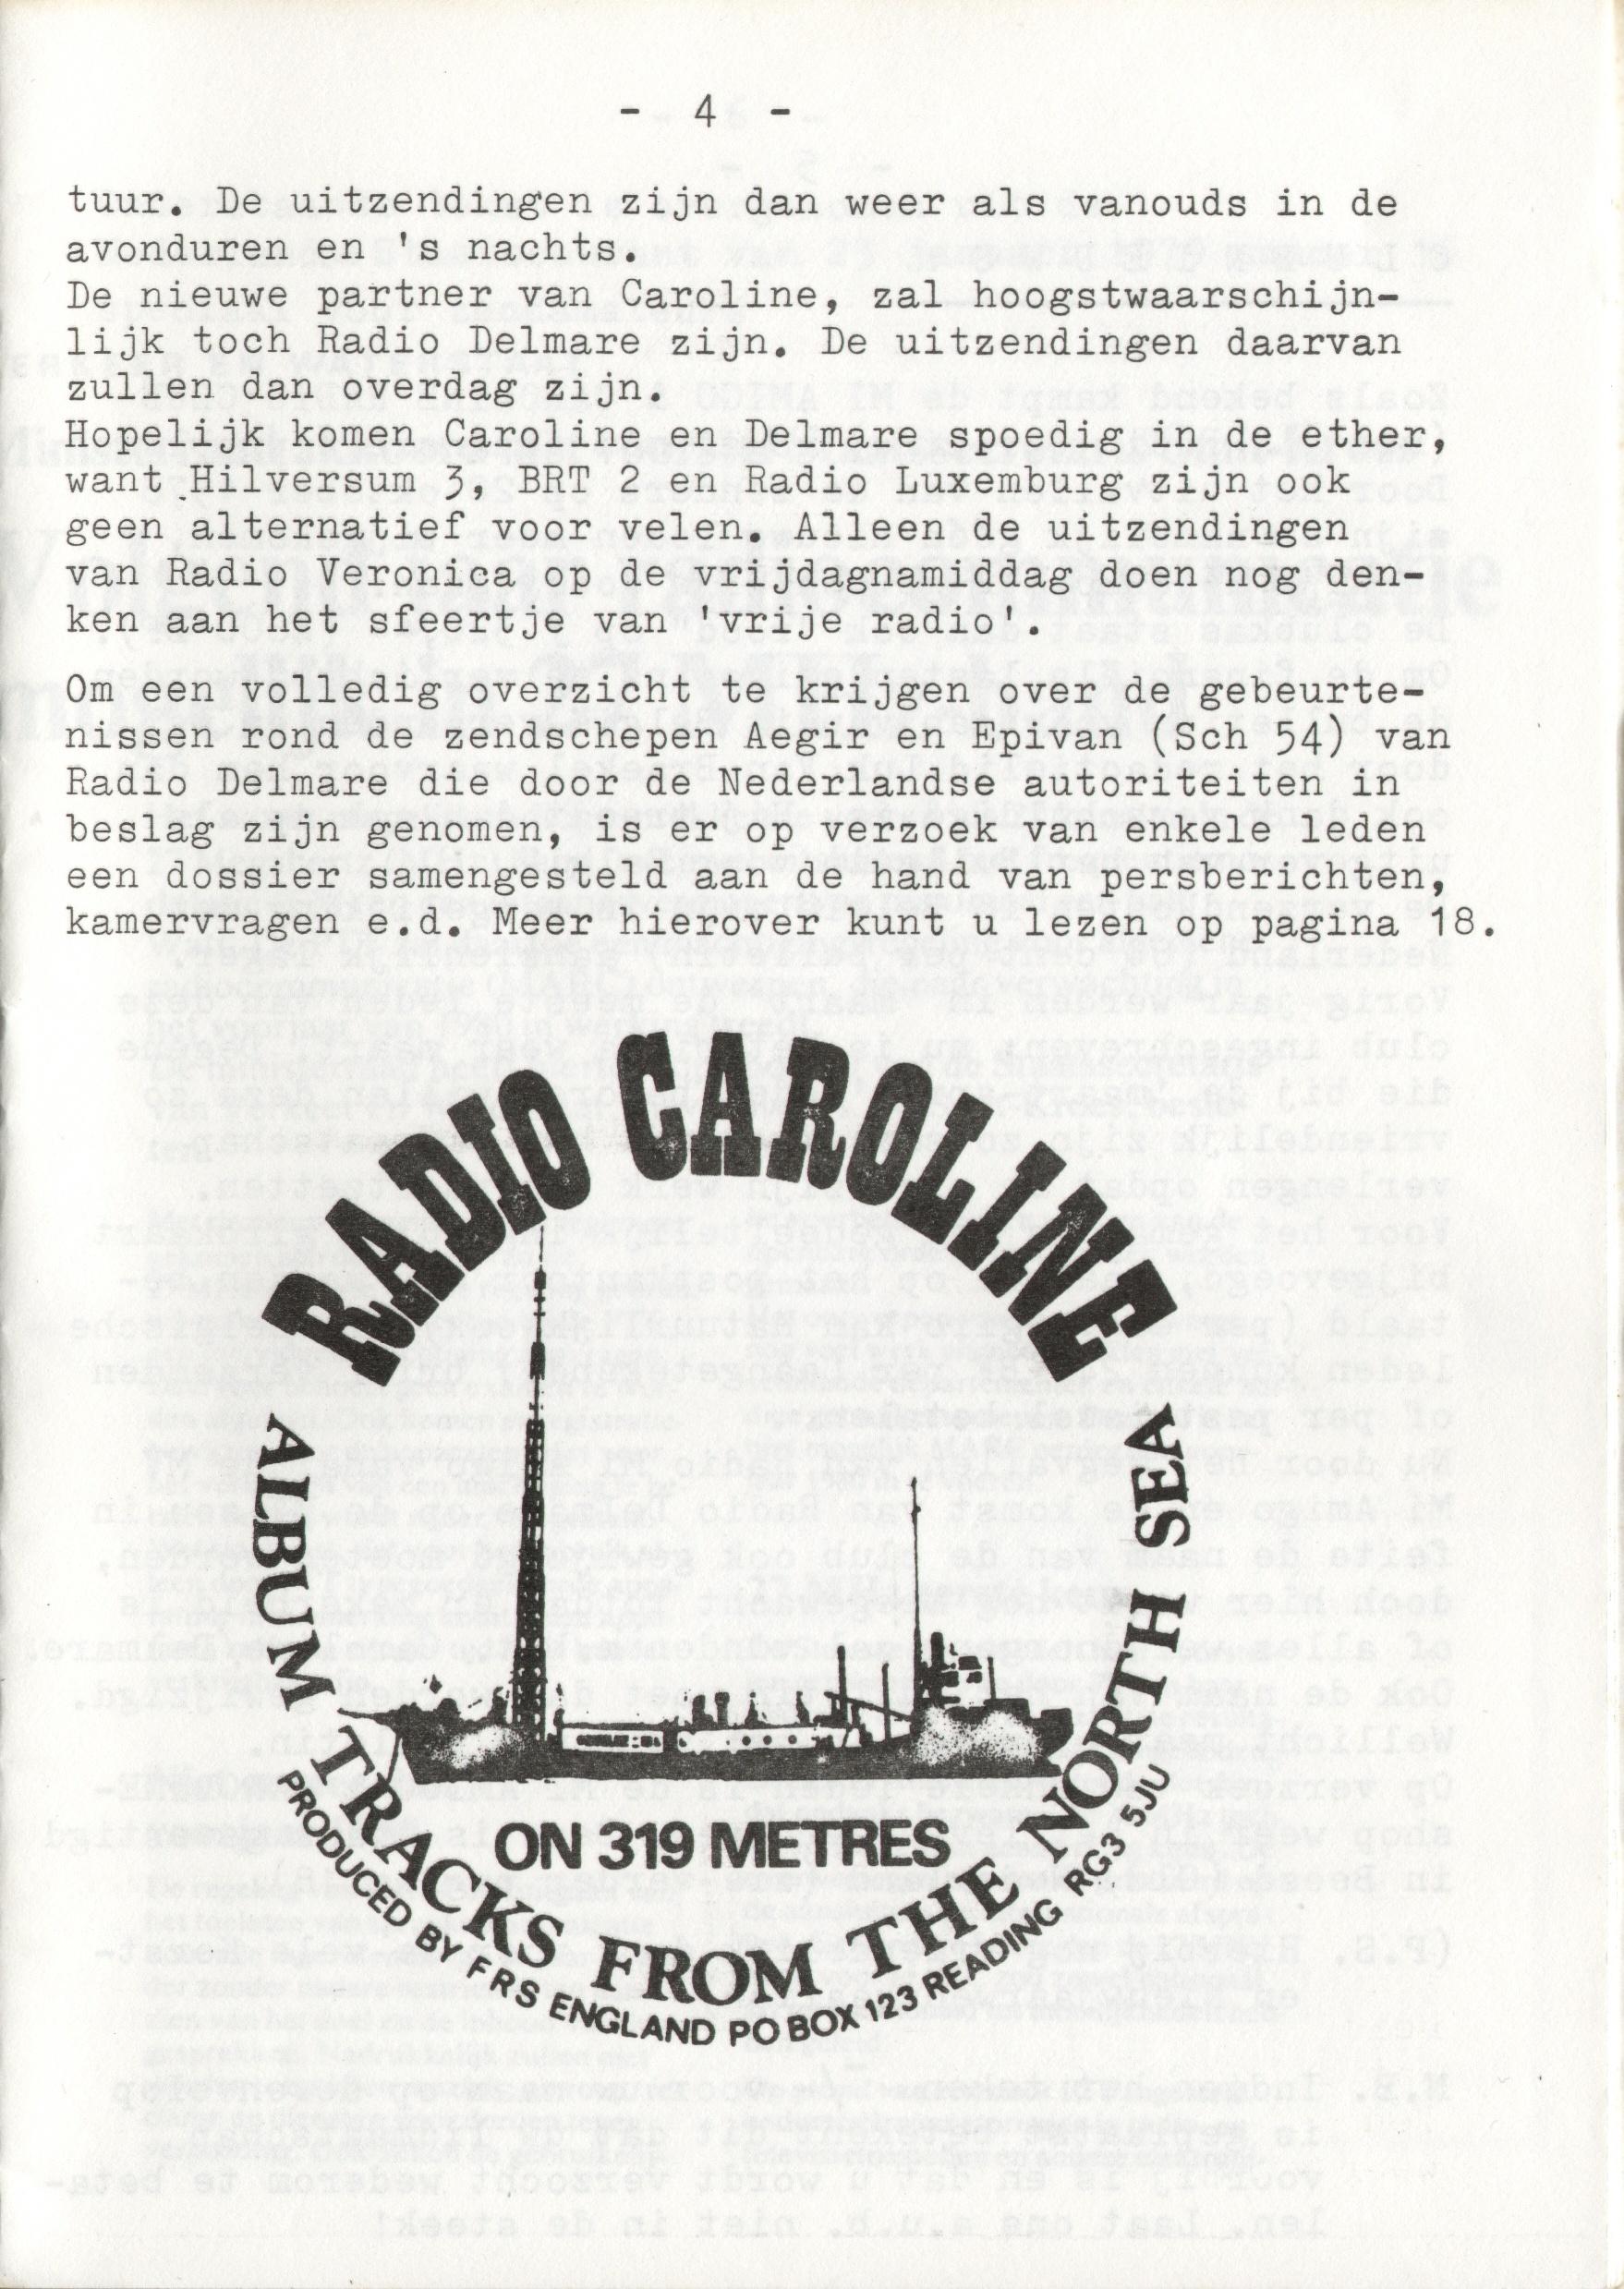 - 4 -
tuur. De uitzendingen zijn dan weer als vanouds in de
avonduren en 's nachts.
De nieuwe partner van Caroline, zal hoogstwaarschijn-
lijk toch Radio Delmare zijn. De uitzendingen daarvan
zullen dan overdag zijn.
Hopelijk komen Caroline en Delmare spoedig in de ether,
want Hilversum 3, BRT 2 en Radio Luxemburg zijn ook
geen alternatief voor velen. Alleen de uitzendingen
van Radio Veronica op de vrijdagnamiddag doen nog den-
ken aan het sfeertje van 'vrije radio'.
Om een volledig overzicht te krijgen over de gebeurte-
nissen rond de zendschepen Aegir en Epivan (Sch 54) van
Radio Delmare die door de Nederlandse autoriteiten in
beslag zijn genomen, is er op verzoek van enkele leden
een dossier samengesteld aan de hand van persberichten,
kamervragen e.d. Meer hierover kunt u lezen op pagina 18.
RADIO CAROLINE
ALBUM TRACKS FROM THE NORTH SEA
ON 319 METRES
PRODUCED BY FRS ENGLAND PO BOX 123 READING RG3 5JU